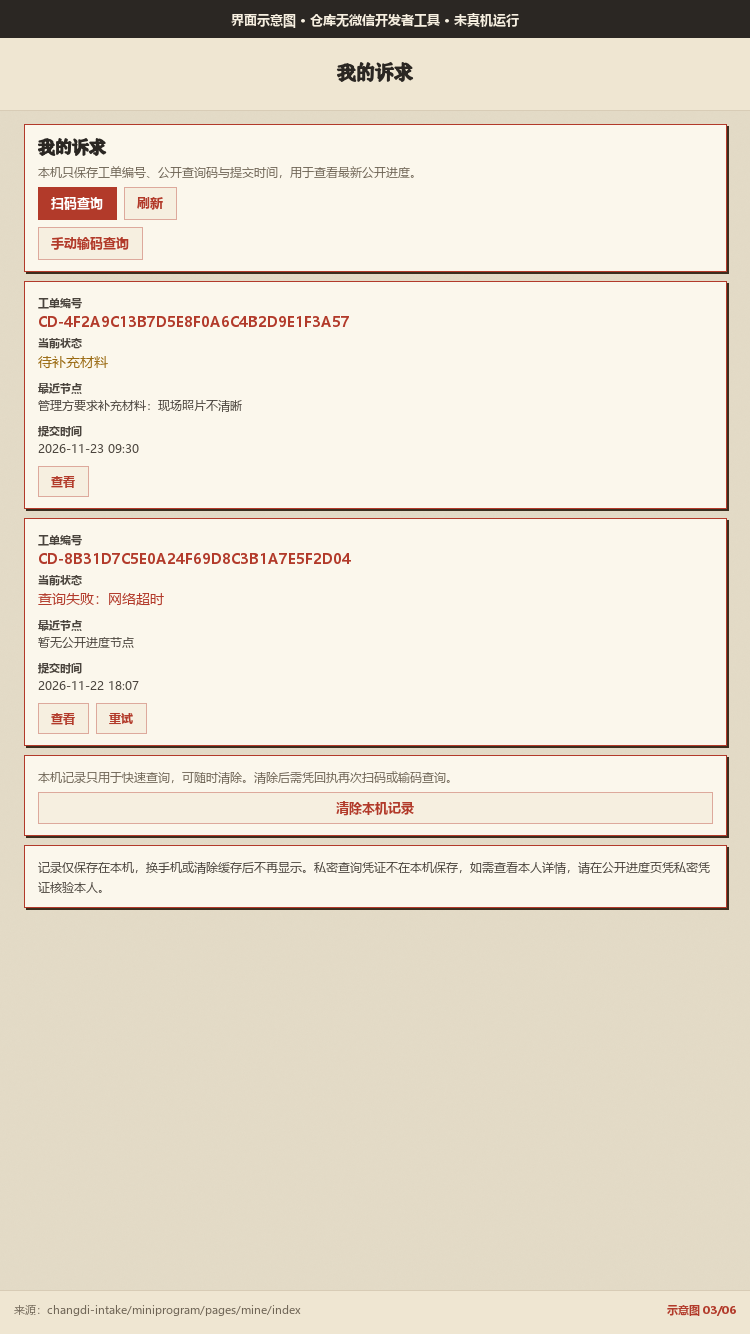 界面示意图 • 仓库无微信开发者工具 • 未真机运行
我的诉求
我的诉求
本机只保存工单编号、公开查询码与提交时间，用于查看最新公开进度。
扫码查询 刷新
手动输码查询
工单编号
CD-4F2A9C13B7D5E8F0A6C4B2D9E1F3A57
当前状态
待补充材料
最近节点
管理方要求补充材料：现场照片不清晰
提交时间
2026-11-23 09:30
查看
工单编号
CD-8B31D7C5E0A24F69D8C3B1A7E5F2D04
当前状态
查询失败：网络超时
最近节点
暂无公开进度节点
提交时间
2026-11-22 18:07
查看 重试
本机记录只用于快速查询，可随时清除。清除后需凭回执再次扫码或输码查询。
清除本机记录
记录仅保存在本机，换手机或清除缓存后不再显示。私密查询凭证不在本机保存，如需查看本人详情，请在公开进度页凭私密凭
证核验本人。
来源：changdi-intake/miniprogram/pages/mine/index
示意图 03/06